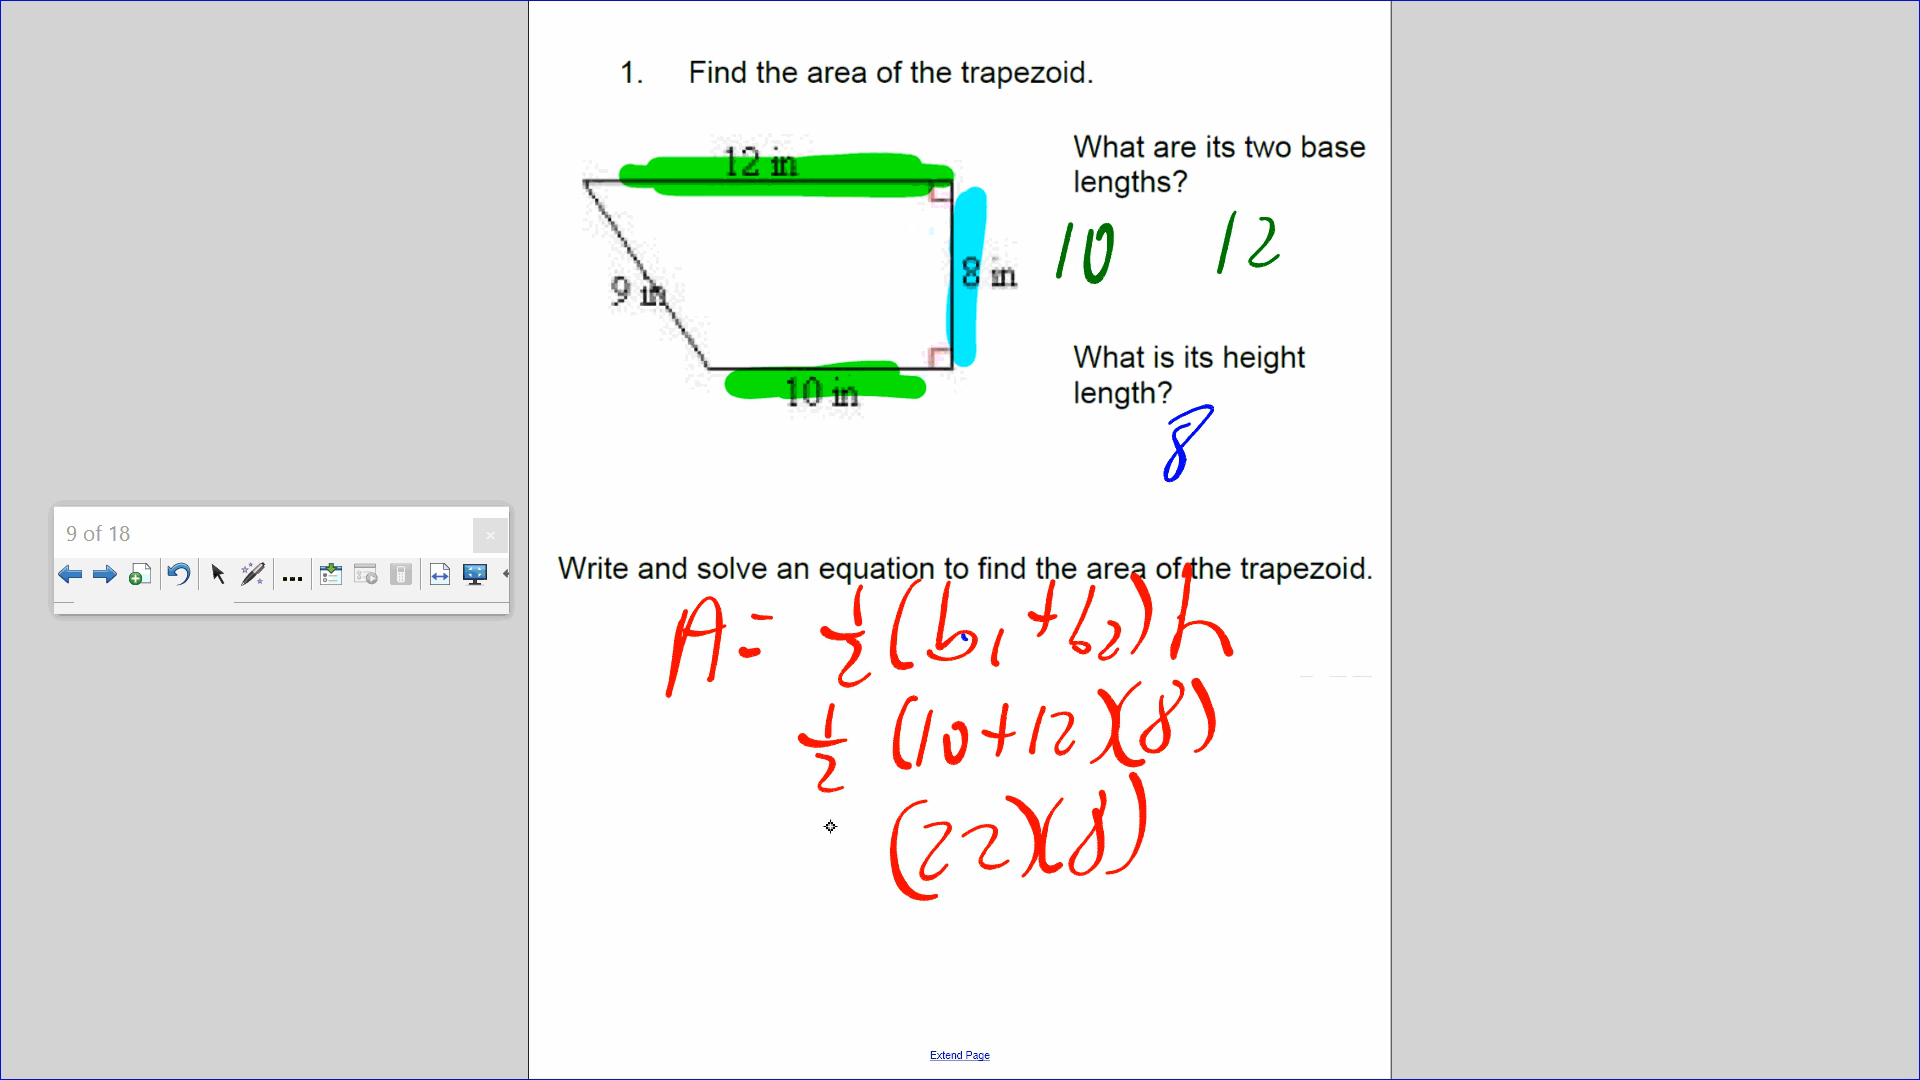 1. Find the area of the trapezoid.
12 in
9 in
8 in
10 in
What are its two base
lengths?
10 12
What is its height
length?
8
9 of 18
Write and solve an equation to find the area of the trapezoid.
A = 1/2 (b1 + b2) h
1/2 (10+12)(8)
(22)(8)
Extend Page